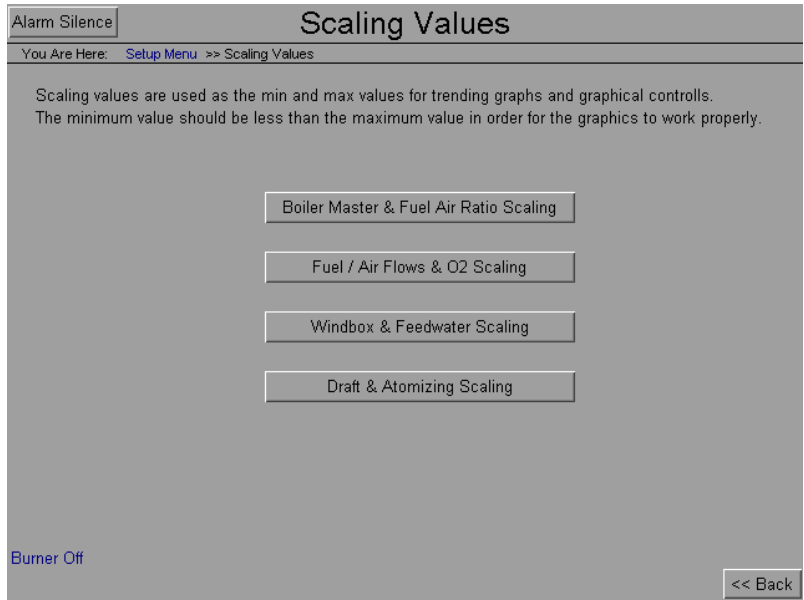 Alarm Silence
Scaling Values
You Are Here: Setup Menu >> Scaling Values
Scaling values are used as the min and max values for trending graphs and graphical controlls.
The minimum value should be less than the maximum value in order for the graphics to work properly.
Boiler Master & Fuel Air Ratio Scaling
Fuel / Air Flows & O2 Scaling
Windbox & Feedwater Scaling
Draft & Atomizing Scaling
Burner Off
<< Back